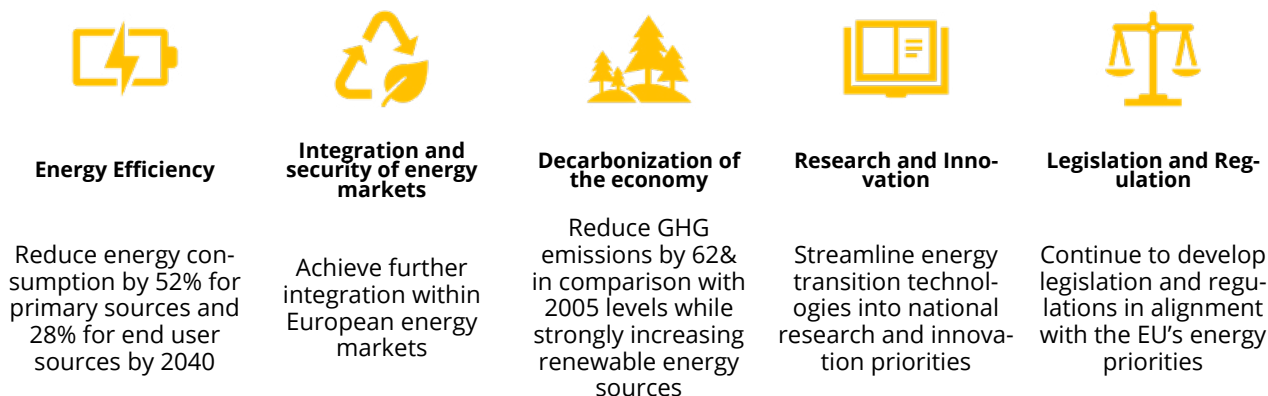 Energy Efficiency
Reduce energy con-
sumption by 52% for
primary sources and
28% for end user
sources by 2040
Integration and
security of energy
markets
Achieve further
integration within
European energy
markets
Decarbonization of
the economy
Reduce GHG
emissions by 62&
in comparison with
2005 levels while
strongly increasing
renewable energy
sources
Research and Inno-
vation
Streamline energy
transition technol-
ogies into national
research and innova-
tion priorities
Legislation and Reg-
ulation
Continue to develop
legislation and regu-
lations in alignment
with the EU’s energy
priorities